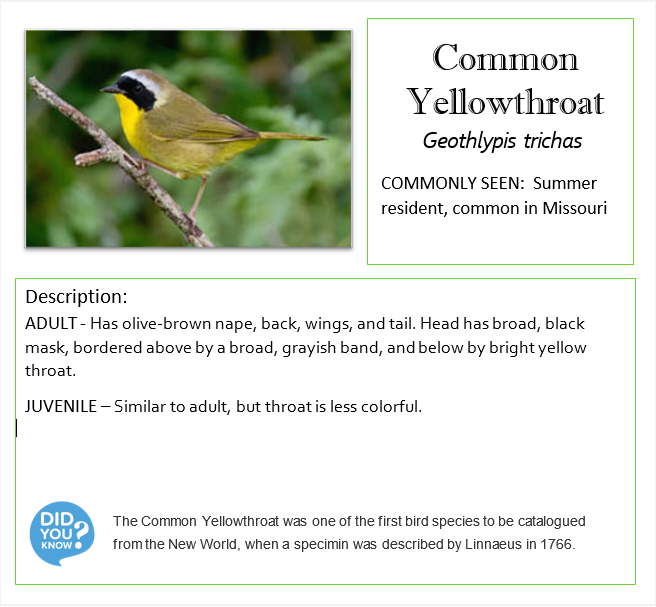 Common
Yellowthroat
Geothlypis trichas
COMMONLY SEEN: Summer
resident, common in Missouri
Description:
ADULT - Has olive-brown nape, back, wings, and tail. Head has broad, black
mask, bordered above by a broad, grayish band, and below by bright yellow
throat.
JUVENILE – Similar to adult, but throat is less colorful.
DID
YOU
KNOW?
The Common Yellowthroat was one of the first bird species to be catalogued
from the New World, when a specimin was described by Linnaeus in 1766.